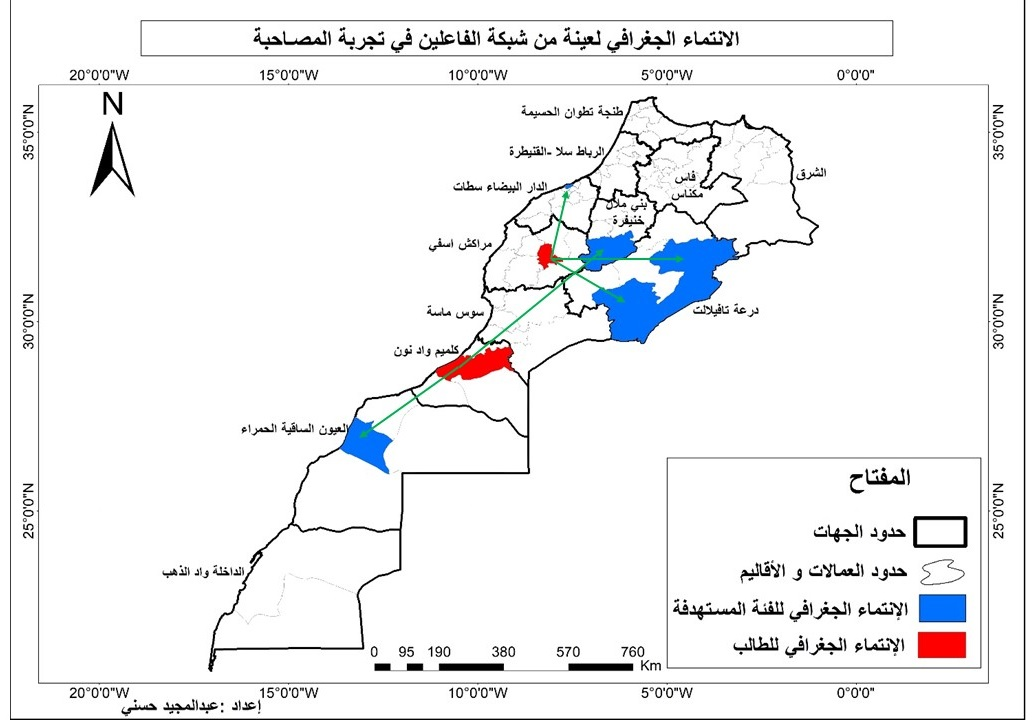 الانتماء الجغرافي لعينة من شبكة الفاعلين في تجربة المصاحبة
20°0'0"W 15°0'0"W 10°0'0"W 5°0'0"W 0°0'0"
N
35°0'0"N 35°0'0"N
طنجة تطوان الحسيمة
الرباط سلا -القنيطرة
الشرق
فاس
مكناس
الدار البيضاء سطات
بني ملال
خنيفرة
مراكش اسفي
30°0'0"N 30°0'0"N
درعة تافيلالت
سوس ماسة
كلميم واد نون
العيون الساقية الحمراء
25°0'0"N 25°0'0"N
الداخلة واد الذهب
المفتاح
حدود الجهات
حدود العمالات و الأقاليم
الإنتماء الجغرافي للفئة المستهدفة
الإنتماء الجغرافي للطالب
0 95 190 380 570 760 Km
20°0'0"W 15°0'0"W 10°0'0"W 5°0'0"W 0°0'0"
إعداد :عبدالمجيد حسني